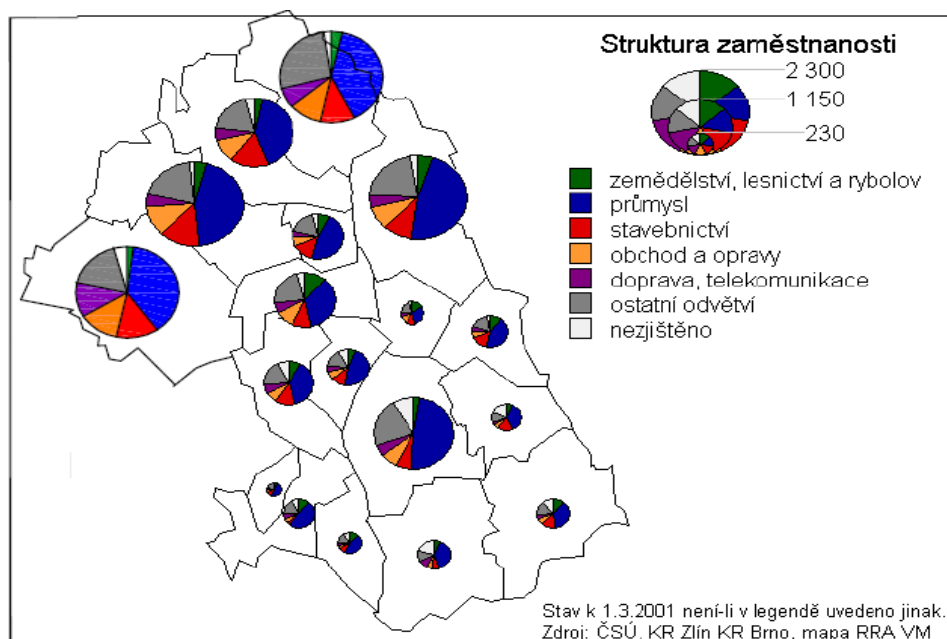 Struktura zaměstnanosti
2 300
1 150
230
zemědělství, lesnictví a rybolov
průmysl
stavebnictví
obchod a opravy
doprava, telekomunikace
ostatní odvětví
nezjištěno
Stav k 1.3.2001 není-li v legendě uvedeno jinak.
Zdroj: ČSÚ, KR Zlín KR Brno, mapa RRA VM